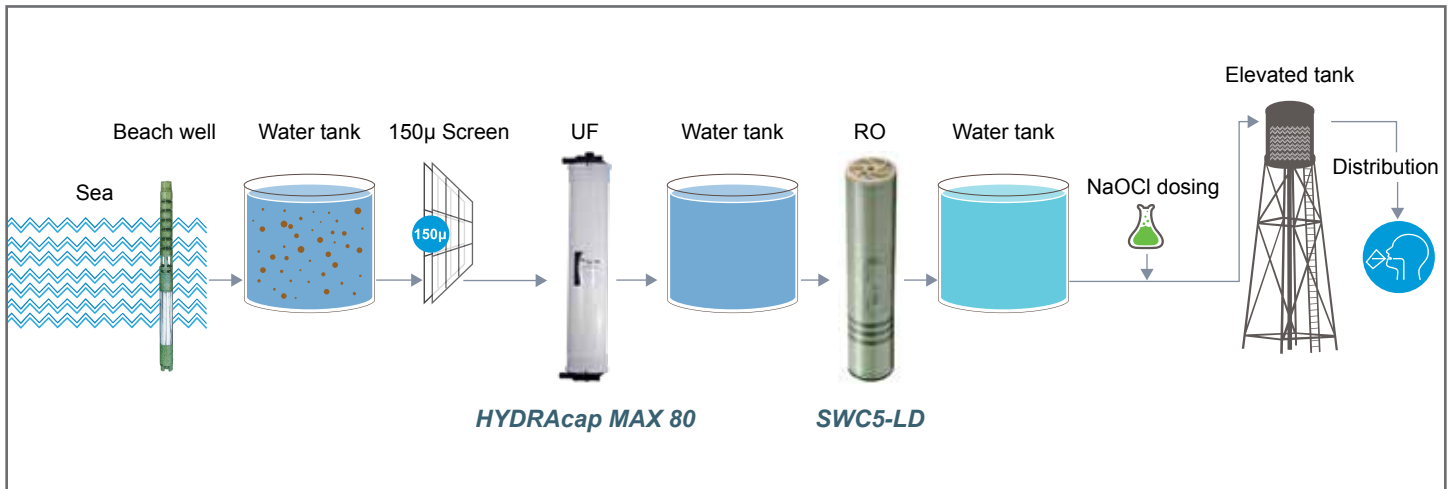 Sea
Beach well
Water tank
150µ Screen
150µ
UF
HYDRAcap MAX 80
Water tank
RO
SWC5-LD
Water tank
NaOCl dosing
Elevated tank
Distribution